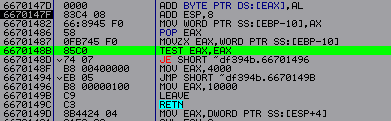 6670147D 0000 ADD BYTE PTR DS:[EAX],AL
6670147F 83C4 08 ADD ESP,8
66701482 66:8945 F0 MOV WORD PTR SS:[EBP-10],AX
66701486 58 POP EAX
66701487 0FB745 F0 MOVZX EAX,WORD PTR SS:[EBP-10]
6670148B 85C0 TEST EAX,EAX
6670148D 74 07 JE SHORT ~df394b.66701496
6670148F B8 00400000 MOV EAX,4000
66701494 EB 05 JMP SHORT ~df394b.6670149B
66701496 B8 00000100 MOV EAX,10000
6670149B C9 LEAVE
6670149C C3 RETN
6670149D 8B4424 04 MOV EAX,DWORD PTR SS:[ESP+4]